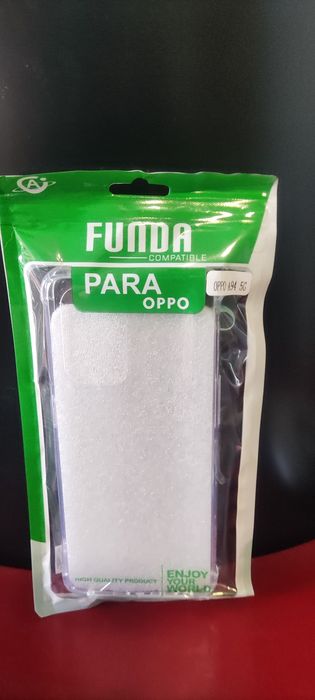 A
FUNDA
COMPATIBLE
PARA
OPPO
OPPO A94 5G
HIGH QUALITY PRODUCT
ENJOY
YOUR
WORLD